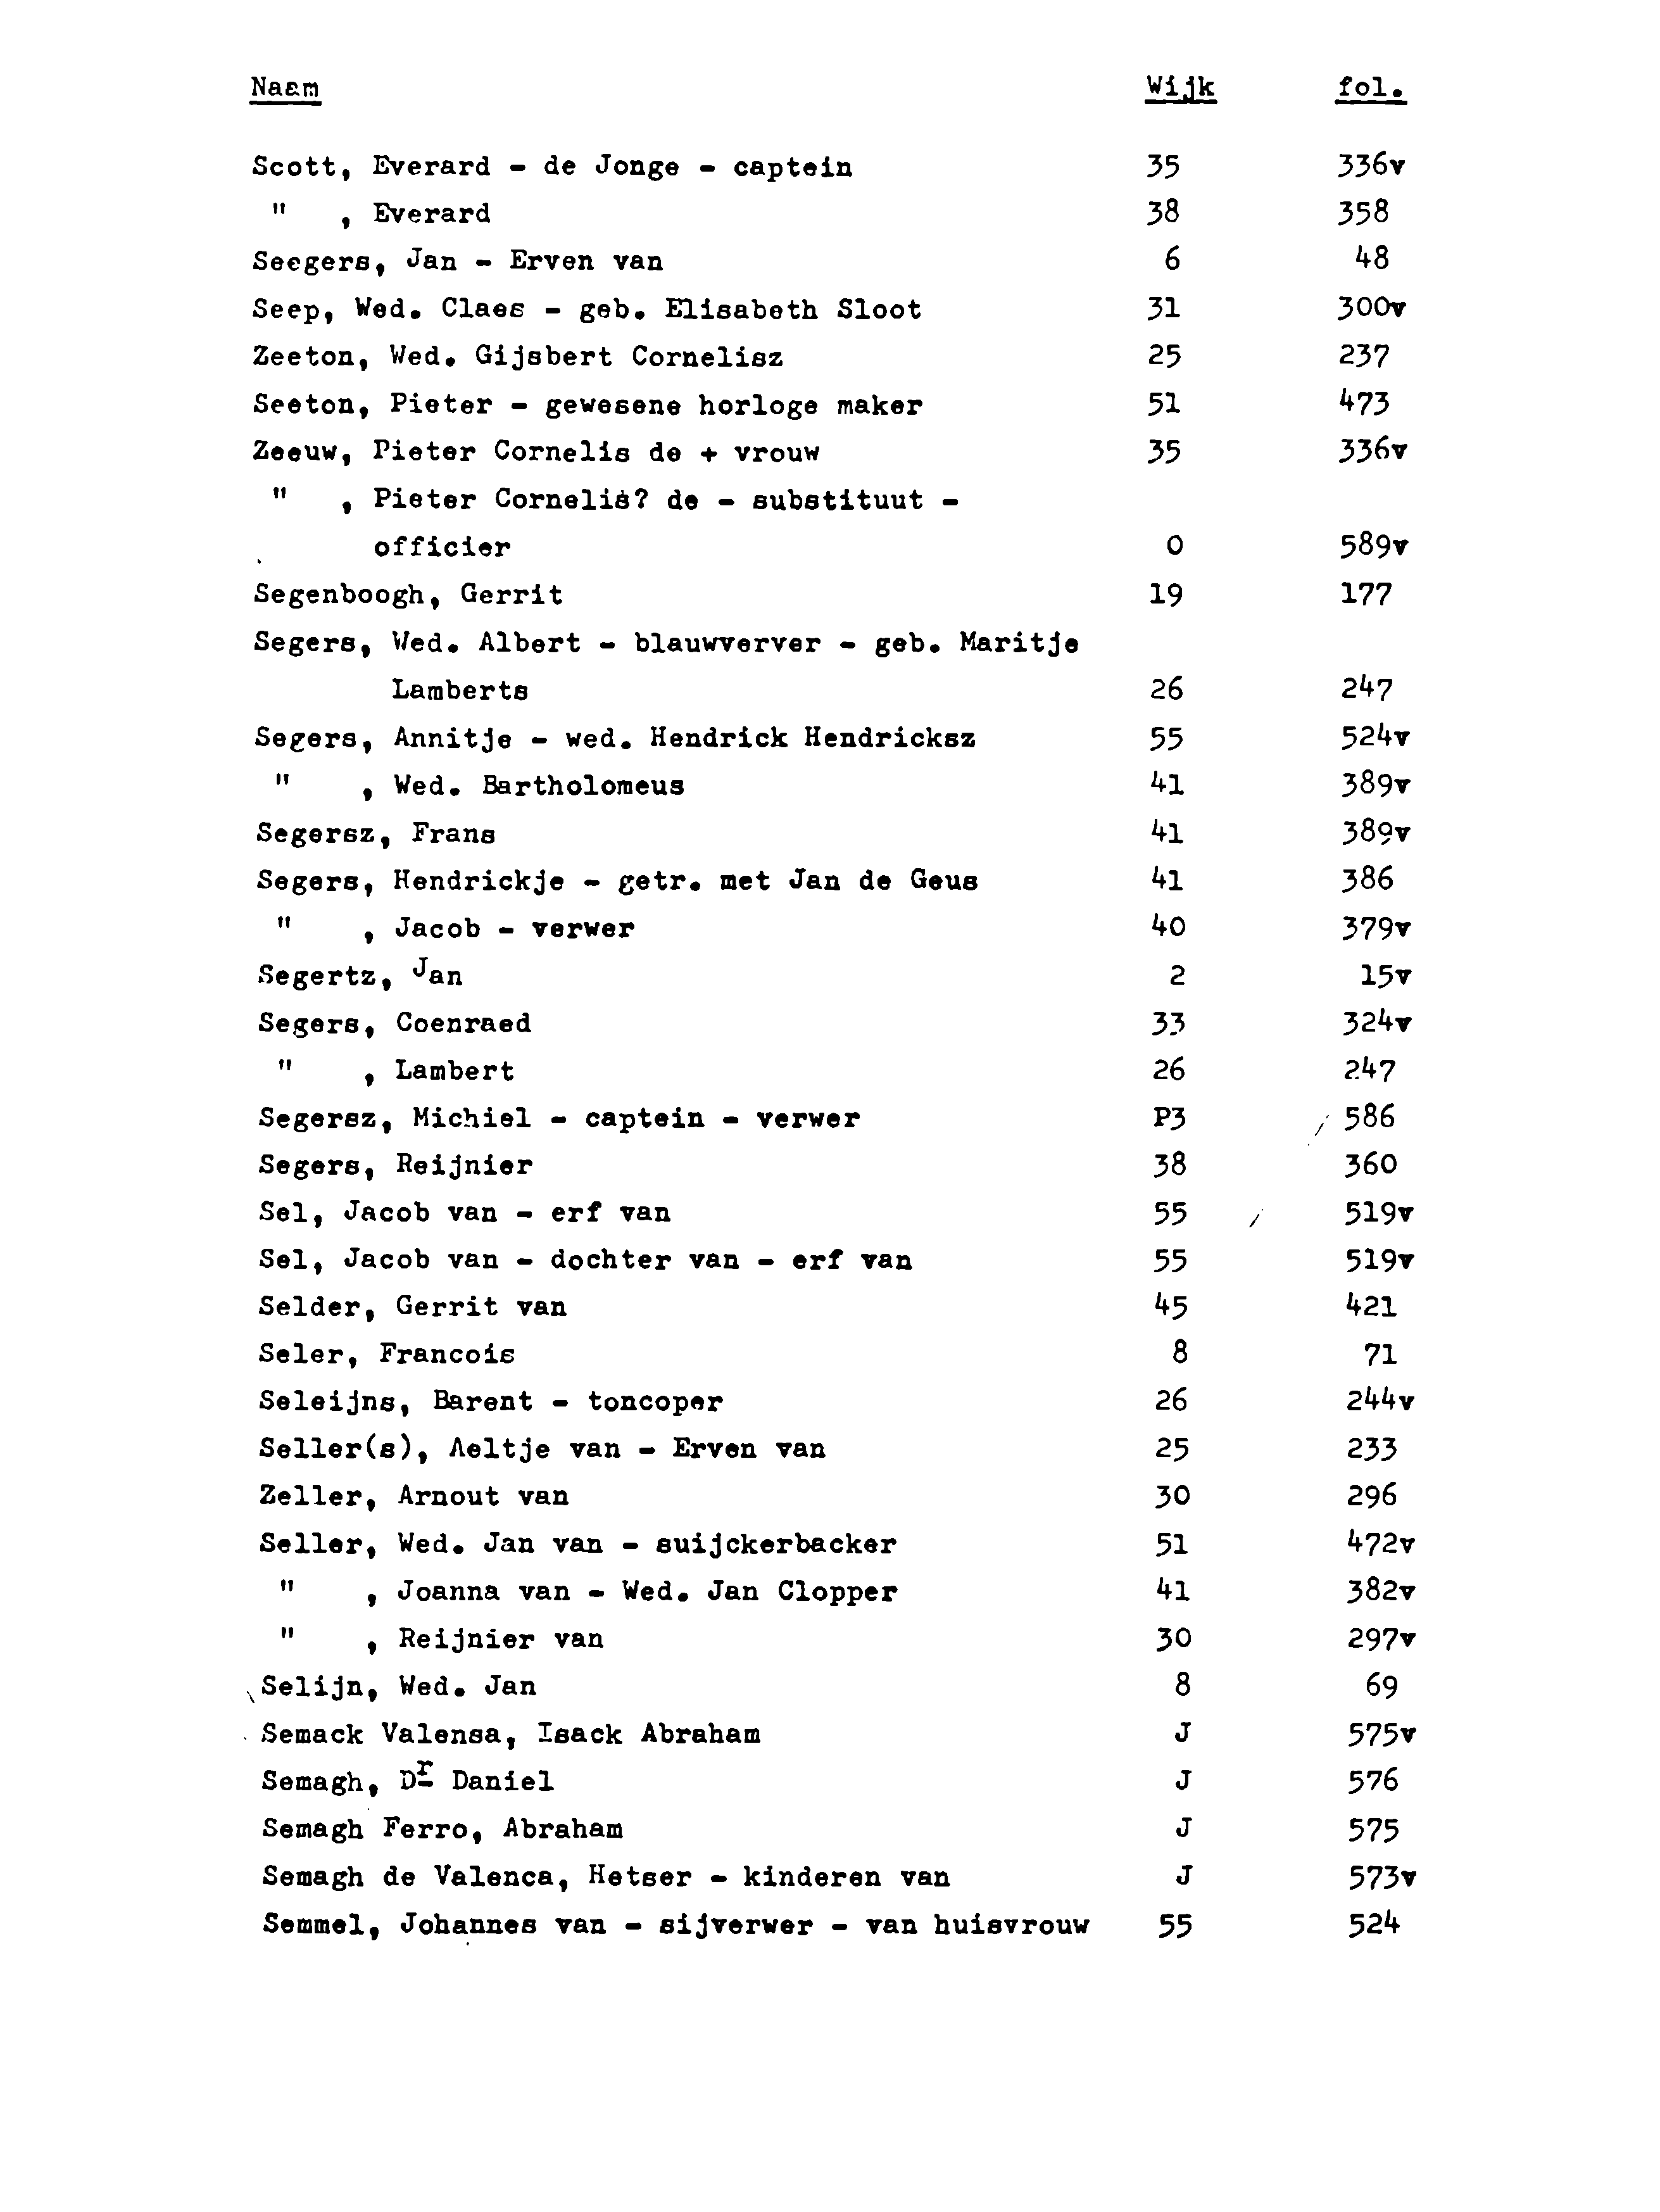 Naam Wijk fol.
Scott, Everard - de Jonge - captein 35 336v
" , Everard 38 358
Seegers, Jan - Erven van 6 48
Seep, Wed. Claes - geb. Elisabeth Sloot 31 300v
Zeeton, Wed. Gijsbert Cornelisz 25 237
Seeton, Pieter - gewesene horloge maker 51 473
Zeeuw, Pieter Cornelis de + vrouw 35 336v
" , Pieter Cornelis? de - substituut -
officier 0 589v
Segenboogh, Gerrit 19 177
Segers, Wed. Albert - blauwverver - geb. Maritje
Lamberts 26 247
Segers, Annitje - wed. Hendrick Hendricksz 55 524v
" , Wed. Bartholomeus 41 389v
Segersz, Frans 41 389v
Segers, Hendrickje - getr. met Jan de Geus 41 386
" , Jacob - verwer 40 379v
Segertz, Jan 2 15v
Segers, Coenraed 33 324v
" , Lambert 26 247
Segersz, Michiel - captein - verwer P3 586
Segers, Reijnier 38 360
Sel, Jacob van - erf van 55 519v
Sel, Jacob van - dochter van - erf van 55 519v
Selder, Gerrit van 45 421
Seler, Francois 8 71
Seleijns, Barent - toncoper 26 244v
Seller(s), Aeltje van - Erven van 25 233
Zeller, Arnout van 30 296
Seller, Wed. Jan van - suijckerbacker 51 472v
" , Joanna van - Wed. Jan Clopper 41 382v
" , Reijnier van 30 297v
Selijn, Wed. Jan 8 69
Semack Valensa, Isack Abraham J 575v
Semagh, Dr Daniel J 576
Semagh Ferro, Abraham J 575
Semagh de Valenca, Hetser - kinderen van J 573v
Semmel, Johannes van - sijverwer - van huisvrouw 55 524